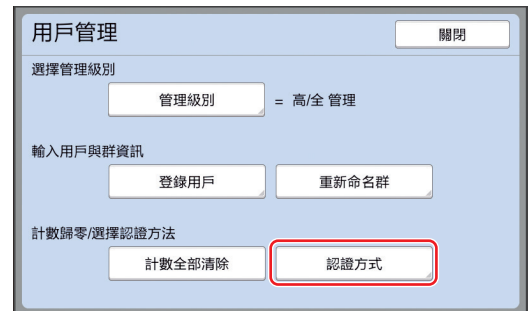 用戶管理 關閉
選擇管理級別
管理級別 = 高/全 管理
輸入用戶與群資訊
登錄用戶 重新命名群
計數歸零/選擇認證方法
計數全部清除 認證方式